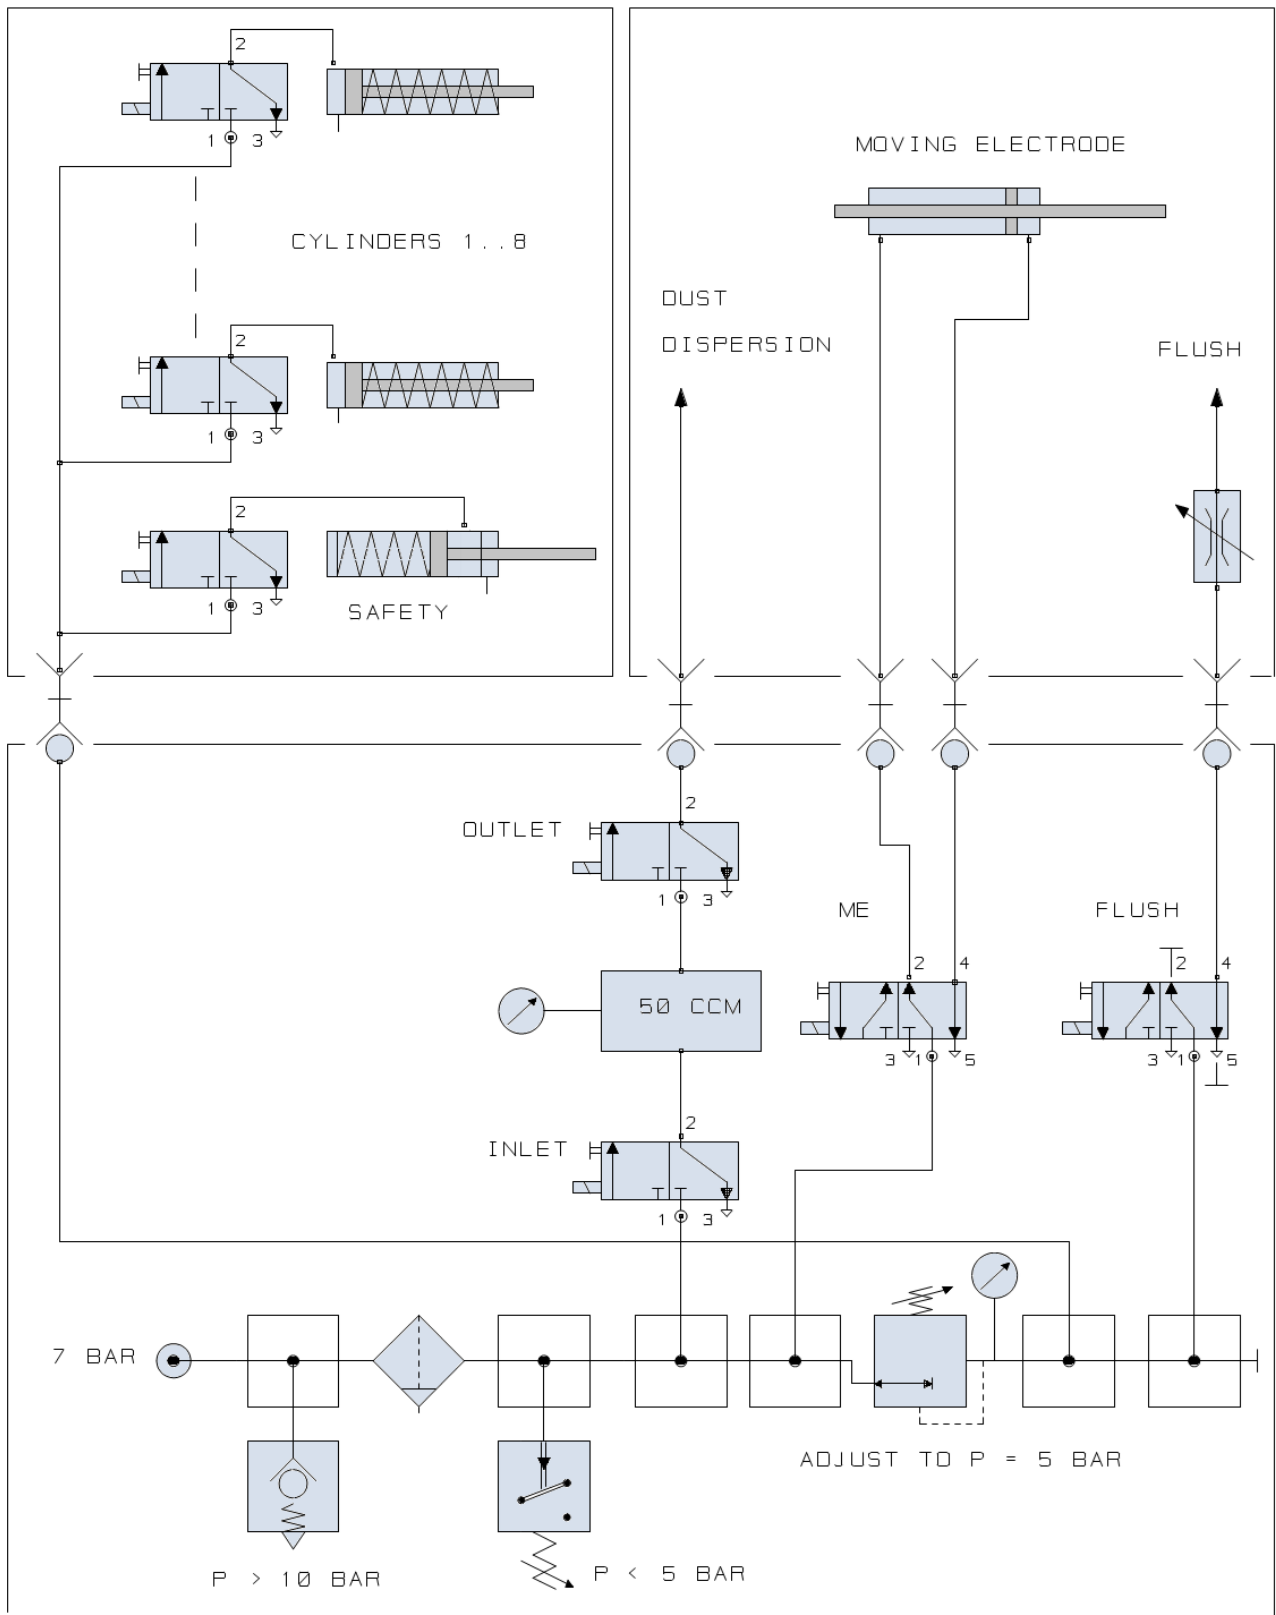 2
1 3
CYLINDERS 1..8
2
1 3
2
1 3
SAFETY
MOVING ELECTRODE
DUST
DISPERSION
FLUSH
2
OUTLET
1 3
50 CCM
2
INLET
1 3
ME
2 4
3 1 5
FLUSH
2 4
3 1 5
7 BAR
ADJUST TO P = 5 BAR
P > 10 BAR
P < 5 BAR